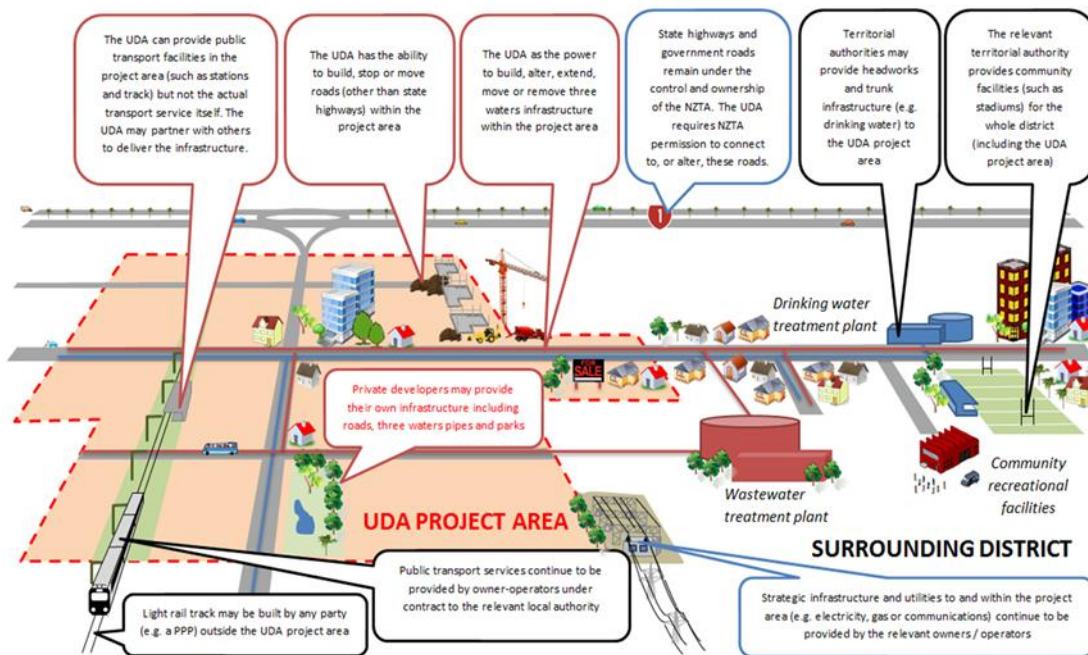 The UDA can provide public
transport facilities in the
project area (such as stations
and track) but not the actual
transport service itself. The
UDA may partner with others
to deliver the infrastructure.
The UDA has the ability
to build, stop or move
roads (other than state
highways) within the
project area
The UDA as the power
to build, alter, extend,
move or remove three
waters infrastructure
within the project area
State highways and
government roads
remain under the
control and ownership
of the NZTA. The UDA
requires NZTA
permission to connect
to, or alter, these roads.
Territorial
authorities may
provide headworks
and trunk
infrastructure (e.g.
drinking water) to
the UDA project
area
The relevant
territorial authority
provides community
facilities (such as
stadiums) for the
whole district
(including the UDA
project area)
1
Drinking water
treatment plant
FOR
SALE
Private developers may provide
their own infrastructure including
roads, three waters pipes and parks
Wastewater
treatment plant
Community
recreational
facilities
UDA PROJECT AREA
SURROUNDING DISTRICT
Public transport services continue to be
provided by owner-operators under
contract to the relevant local authority
Light rail track may be built by any party
(e.g. a PPP) outside the UDA project area
Strategic infrastructure and utilities to and within the project
area (e.g. electricity, gas or communications) continue to be
provided by the relevant owners / operators